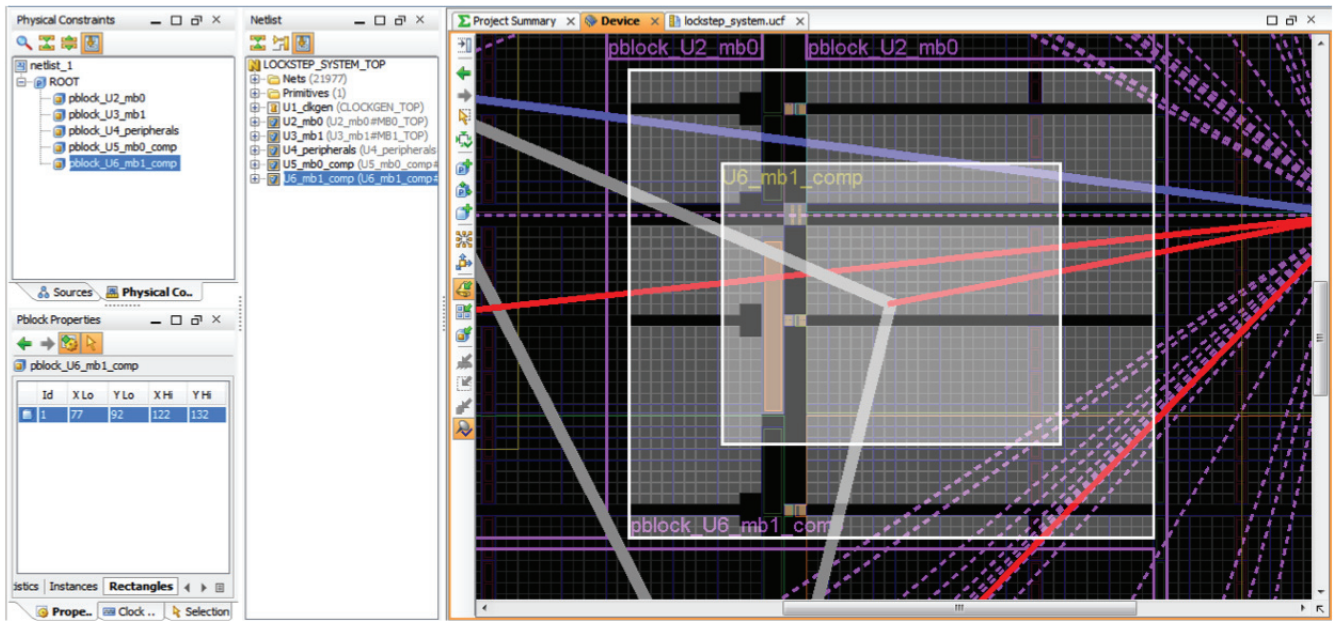 Physical Constraints
netlist_1
ROOT
pblock_U2_mb0
pblock_U3_mb1
pblock_U4_peripherals
pblock_U5_mb0_comp
pblock_U6_mb1_comp
Sources
Physical Co..
Pblock Properties
pblock_U6_mb1_comp
Id X Lo Y Lo X Hi Y Hi
1 77 92 122 132
istics Instances Rectangles
Prope.. Clock .. Selection
Netlist
LOCKSTEP_SYSTEM_TOP
Nets (21977)
Primitives (1)
U1_clkgen (CLOCKGEN_TOP)
U2_mb0 (U2_mb0#MB0_TOP)
U3_mb1 (U3_mb1#MB1_TOP)
U4_peripherals (U4_peripherals
U5_mb0_comp (U5_mb0_comp#
U6_mb1_comp (U6_mb1_comp#
Project Summary Device lockstep_system.ucf
pblock_U2_mb0 pblock_U2_mb0
U6_mb1_comp
pblock_U6_mb1_com